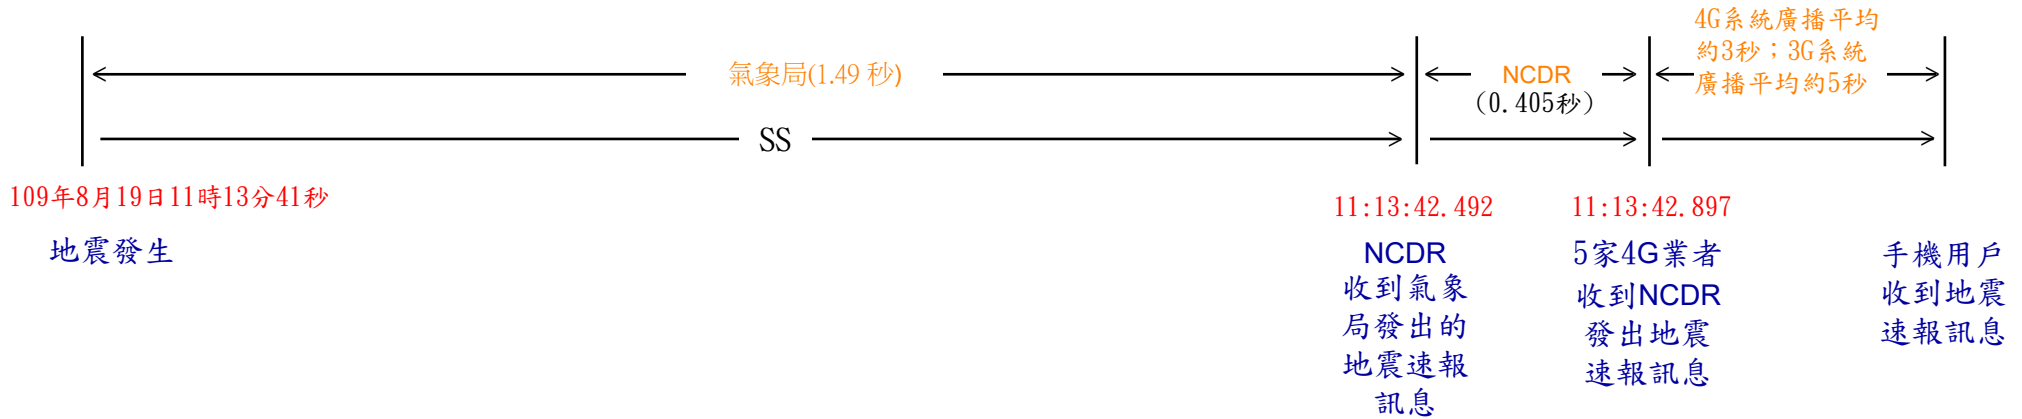 4G系統廣播平均
約3秒；3G系統
廣播平均約5秒
氣象局(1.49 秒)
NCDR
（0.405秒）
SS
109年8月19日11時13分41秒
11:13:42.492
11:13:42.897
地震發生
NCDR
收到氣象
局發出的
地震速報
訊息
5家4G業者
收到NCDR
發出地震
速報訊息
手機用戶
收到地震
速報訊息